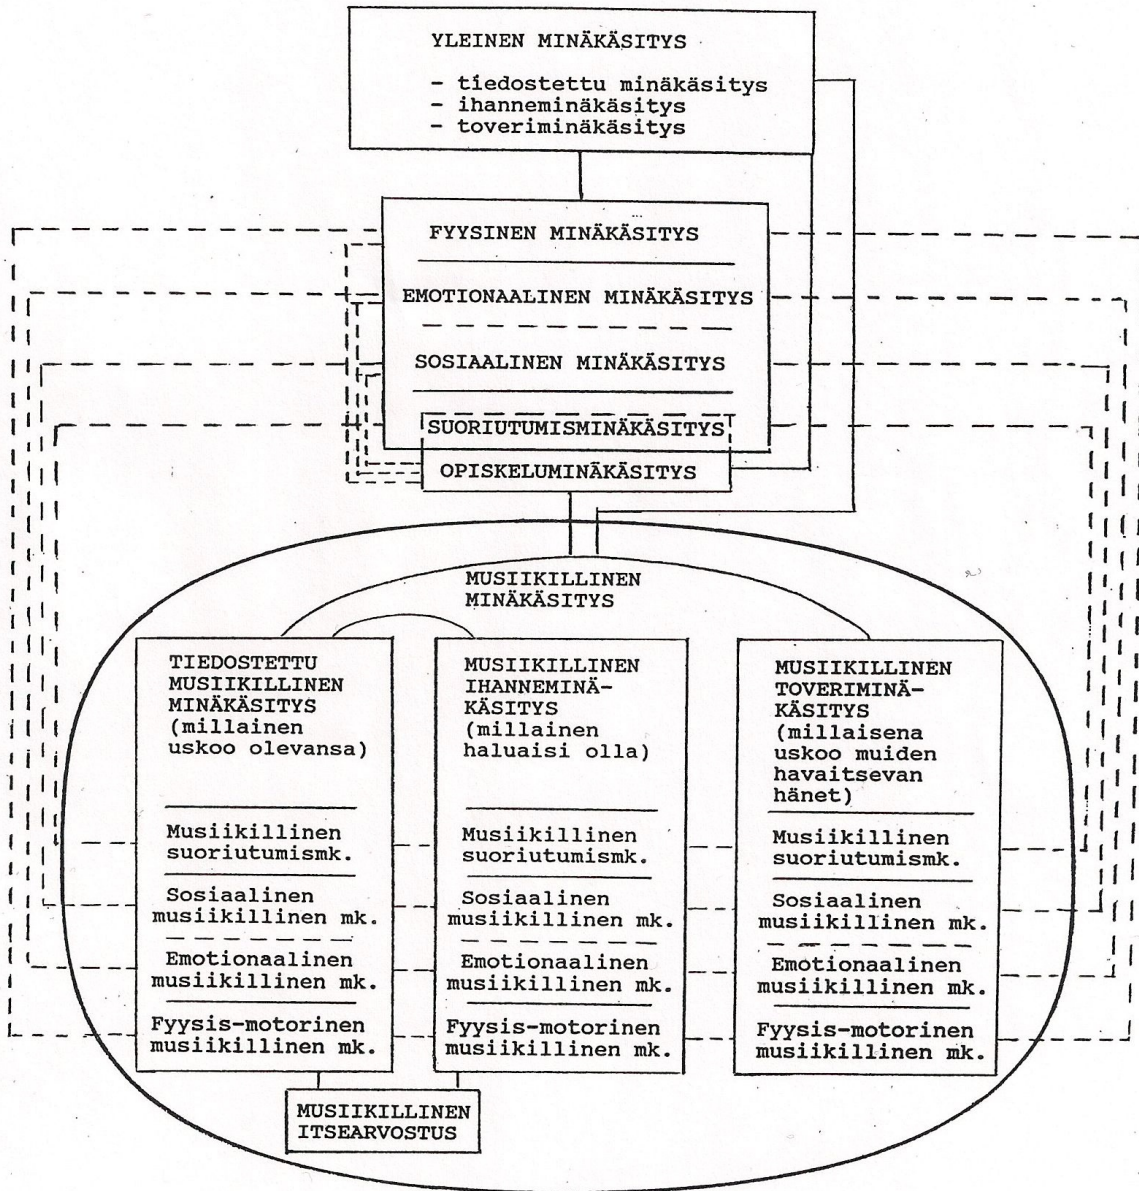 YLEINEN MINÄKÄSITYS
- tiedostettu minäkäsitys
- ihanneminäkäsitys
- toveriminäkäsitys
FYYSINEN MINÄKÄSITYS
EMOTIONAALINEN MINÄKÄSITYS
SOSIAALINEN MINÄKÄSITYS
SUORIUTUMISMINÄKÄSITYS
OPISKELUMINÄKÄSITYS
MUSIIKILLINEN
MINÄKÄSITYS
TIEDOSTETTU
MUSIIKILLINEN
MINÄKÄSITYS
(millainen
uskoo olevansa)
Musiikillinen
suoriutumismk.
Sosiaalinen
musiikillinen mk.
Emotionaalinen
musiikillinen mk.
Fyysis-motorinen
musiikillinen mk.
MUSIIKILLINEN
IHANNEMINÄ-
KÄSITYS
(millainen
haluaisi olla)
Musiikillinen
suoriutumismk.
Sosiaalinen
musiikillinen mk.
Emotionaalinen
musiikillinen mk.
Fyysis-motorinen
musiikillinen mk.
MUSIIKILLINEN
TOVERIMINÄ-
KÄSITYS
(millaisena
uskoo muiden
havaitsevan
hänet)
Musiikillinen
suoriutumismk.
Sosiaalinen
musiikillinen mk.
Emotionaalinen
musiikillinen mk.
Fyysis-motorinen
musiikillinen mk.
MUSIIKILLINEN
ITSEARVOSTUS